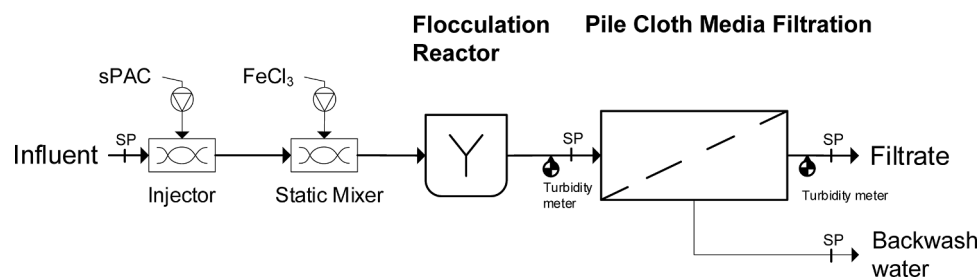 Flocculation
Reactor
Pile Cloth Media Filtration
sPAC
FeCl₃
Influent
SP
Injector
Static Mixer
SP
Turbidity
meter
SP
Turbidity meter
Filtrate
SP
Backwash
water